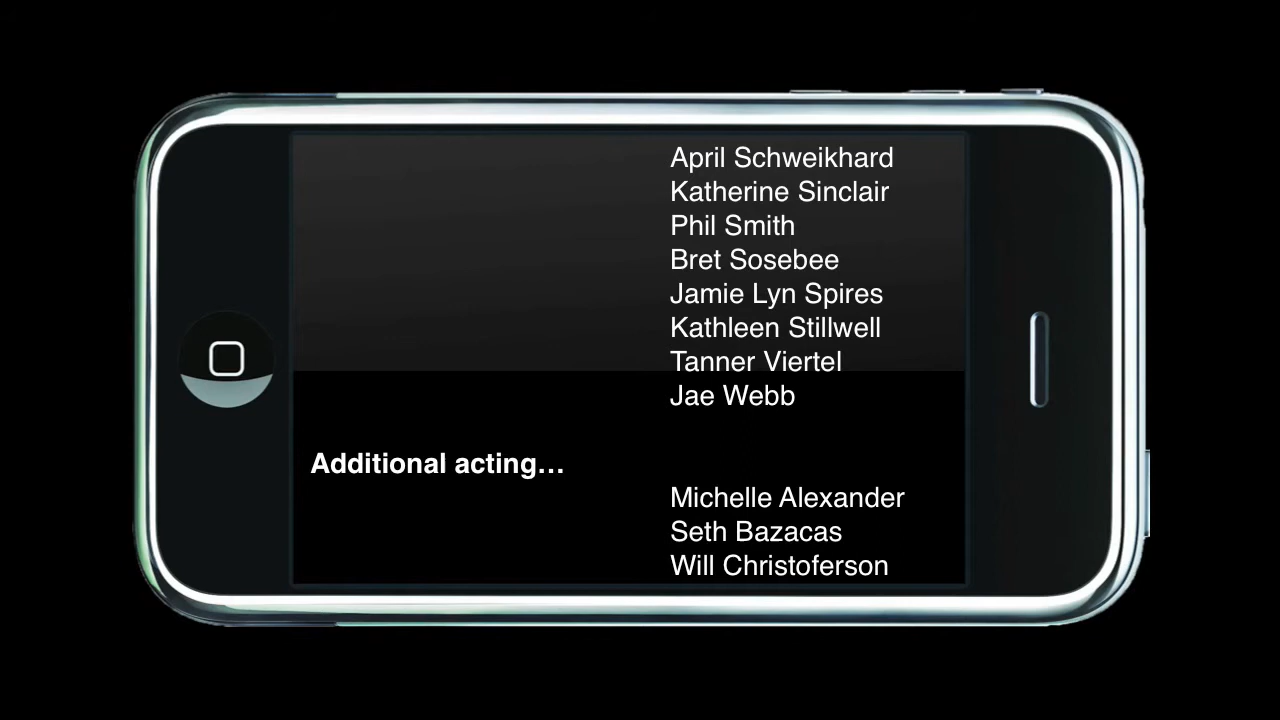 April Schweikhard
Katherine Sinclair
Phil Smith
Bret Sosebee
Jamie Lyn Spires
Kathleen Stillwell
Tanner Viertel
Jae Webb
Additional acting…
Michelle Alexander
Seth Bazacas
Will Christoferson